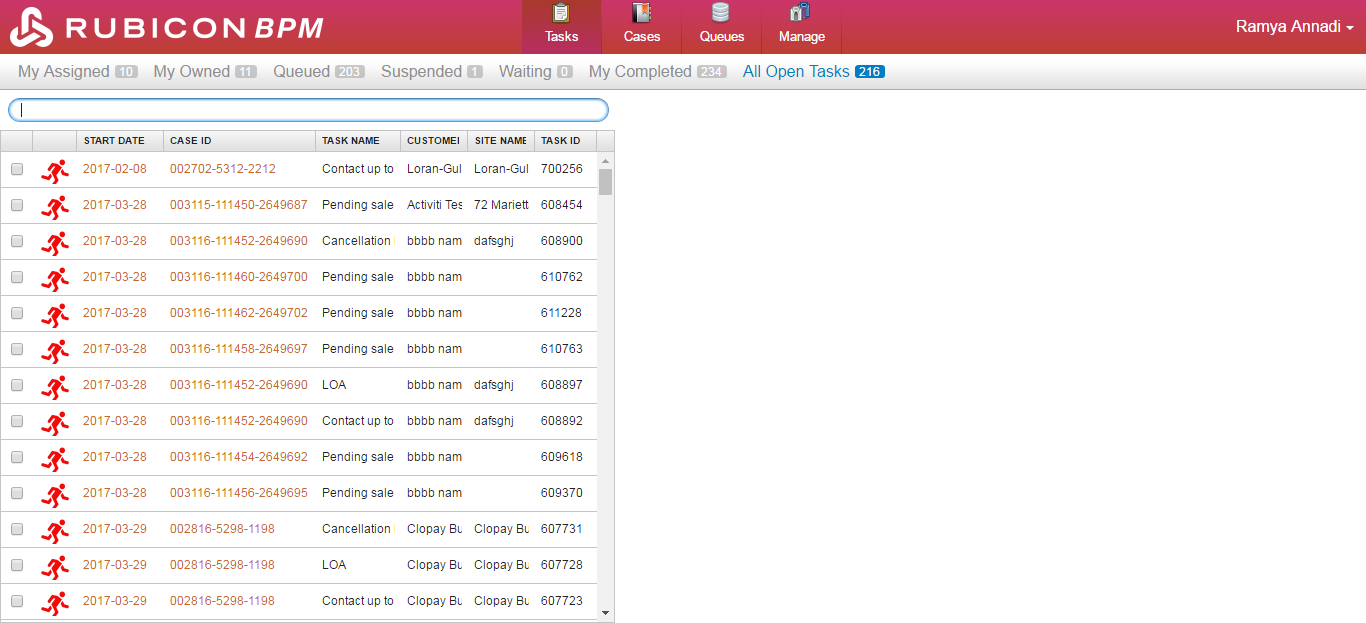 RUBICON BPM
Tasks Cases Queues Manage
Ramya Annadi
My Assigned 10 My Owned 11 Queued 203 Suspended 1 Waiting 0 My Completed 234 All Open Tasks 216
START DATE CASE ID TASK NAME CUSTOMEI SITE NAME TASK ID
2017-02-08 002702-5312-2212 Contact up to Loran-Gul Loran-Gul 700256
2017-03-28 003115-111450-2649687 Pending sale Activiti Tes 72 Mariett 608454
2017-03-28 003116-111452-2649690 Cancellation bbbb nam dafsghj 608900
2017-03-28 003116-111460-2649700 Pending sale bbbb nam 610762
2017-03-28 003116-111462-2649702 Pending sale bbbb nam 611228
2017-03-28 003116-111458-2649697 Pending sale bbbb nam 610763
2017-03-28 003116-111452-2649690 LOA bbbb nam dafsghj 608897
2017-03-28 003116-111452-2649690 Contact up to bbbb nam dafsghj 608892
2017-03-28 003116-111454-2649692 Pending sale bbbb nam 609618
2017-03-28 003116-111456-2649695 Pending sale bbbb nam 609370
2017-03-29 002816-5298-1198 Cancellation Clopay Bu Clopay Bu 607731
2017-03-29 002816-5298-1198 LOA Clopay Bu Clopay Bu 607728
2017-03-29 002816-5298-1198 Contact up to Clopay Bu Clopay Bu 607723